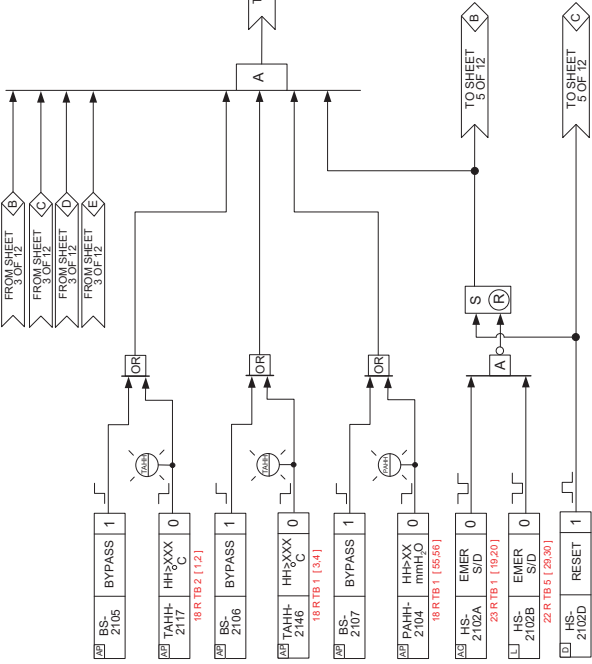 FROM SHEET
3 OF 12
B
FROM SHEET
3 OF 12
C
FROM SHEET
3 OF 12
D
FROM SHEET
3 OF 12
E
A
TO SHEET
5 OF 12
B
TO SHEET
5 OF 12
C
AP
BS-
2105
BYPASS
1
AP
TAHH-
2117
HH>XXX
°C
0
18 R TB 2 [ 1,2 ]
TAHH
OR
AP
BS-
2106
BYPASS
1
AP
TAHH-
2146
HH>XXX
°C
0
18 R TB 1 [ 3,4 ]
TAHH
OR
AP
BS-
2107
BYPASS
1
AP
PAHH-
2104
HH>XX
mmH₂O
0
18 R TB 1 [ 55,56 ]
PAHH
OR
AC
HS-
2102A
EMER
S/D
0
23 R TB 1 [ 19,20 ]
L
HS-
2102B
EMER
S/D
0
22 R TB 5 [ 29,30 ]
A
S
R
D
HS-
2102D
RESET
1